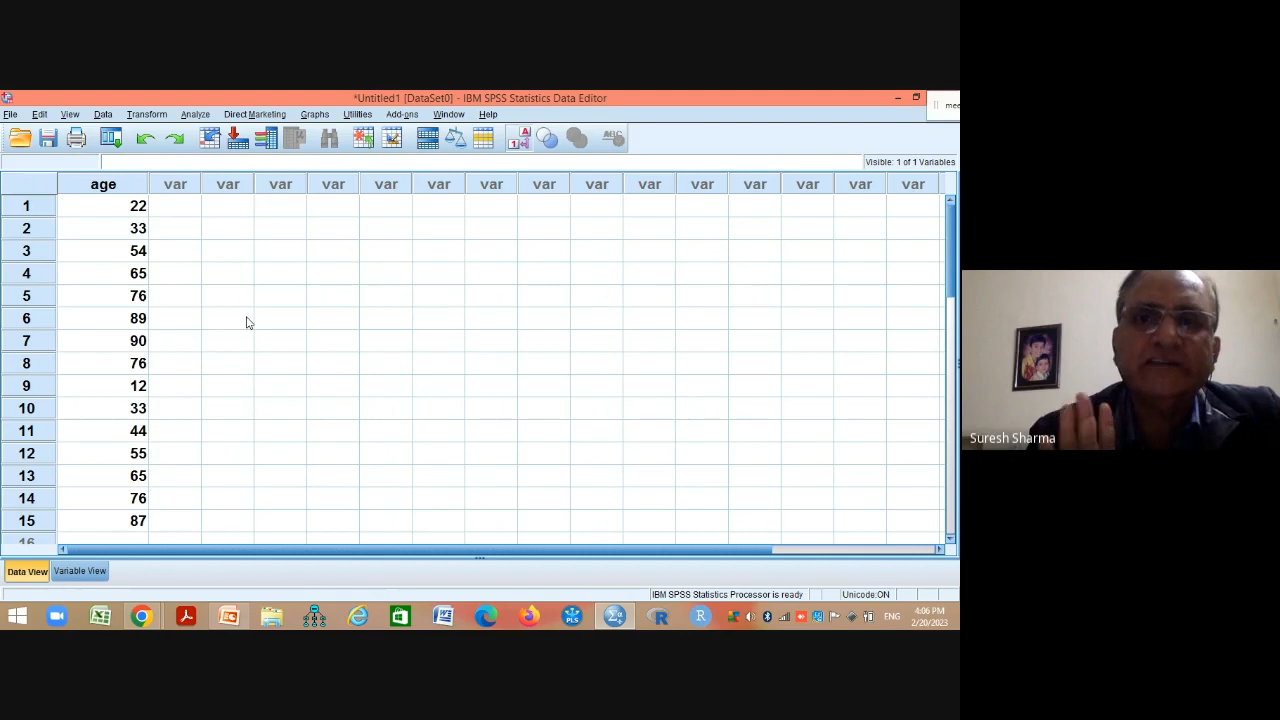 *Untitled1 [DataSet0] - IBM SPSS Statistics Data Editor
File Edit View Data Transform Analyze Direct Marketing Graphs Utilities Add-ons Window Help
Visible: 1 of 1 Variables
age var var var var var var var var var var var var var var var
1 22
2 33
3 54
4 65
5 76
6 89
7 90
8 76
9 12
10 33
11 44
12 55
13 65
14 76
15 87
16
Data View Variable View
IBM SPSS Statistics Processor is ready Unicode:ON
ENG
4:06 PM
2/20/2023
Suresh Sharma